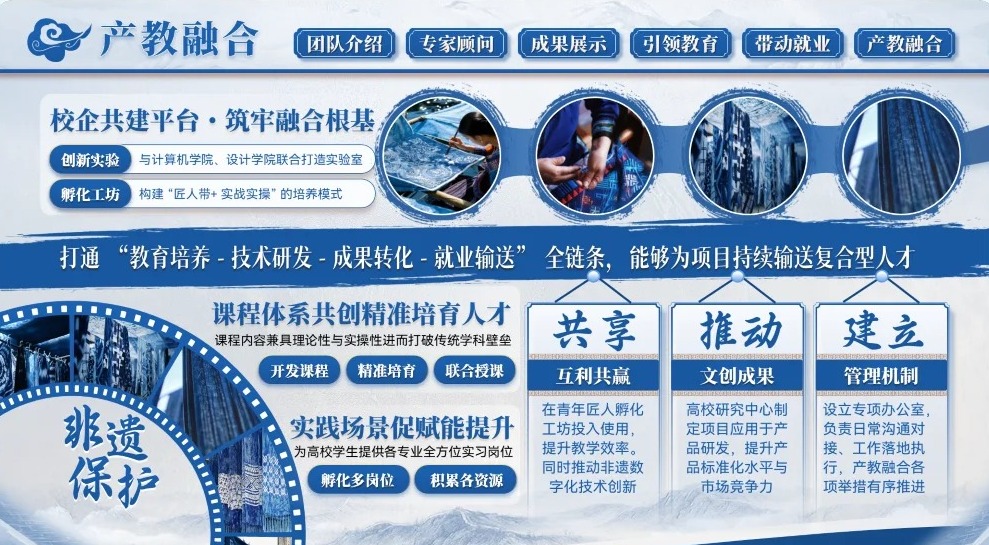 产教融合
团队介绍
专家顾问
成果展示
引领教育
带动就业
产教融合
校企共建平台·筑牢融合根基
创新实验
与计算机学院、设计学院联合打造实验室
孵化工坊
构建“匠人带+ 实战实操”的培养模式
打通 “教育培养 - 技术研发 - 成果转化 - 就业输送” 全链条， 能够为项目持续输送复合型人才
课程体系共创精准培育人才
课程内容兼具理论性与实操性进而打破传统学科壁垒
开发课程
精准培育
联合授课
实践场景促赋能提升
为高校学生提供各专业全方位实习岗位
孵化多岗位
积累各资源
非遗
保护
共享
互利共赢
在青年匠人孵化
工坊投入使用，
提升教学效率。
同时推动非遗数
字化技术创新
推动
文创成果
高校研究中心制
定项目应用于产
品研发，提升产
品标准化水平与
市场竞争力
建立
管理机制
设立专项办公室，
负责日常沟通对
接、工作落地执
行，产教融合各
项举措有序推进